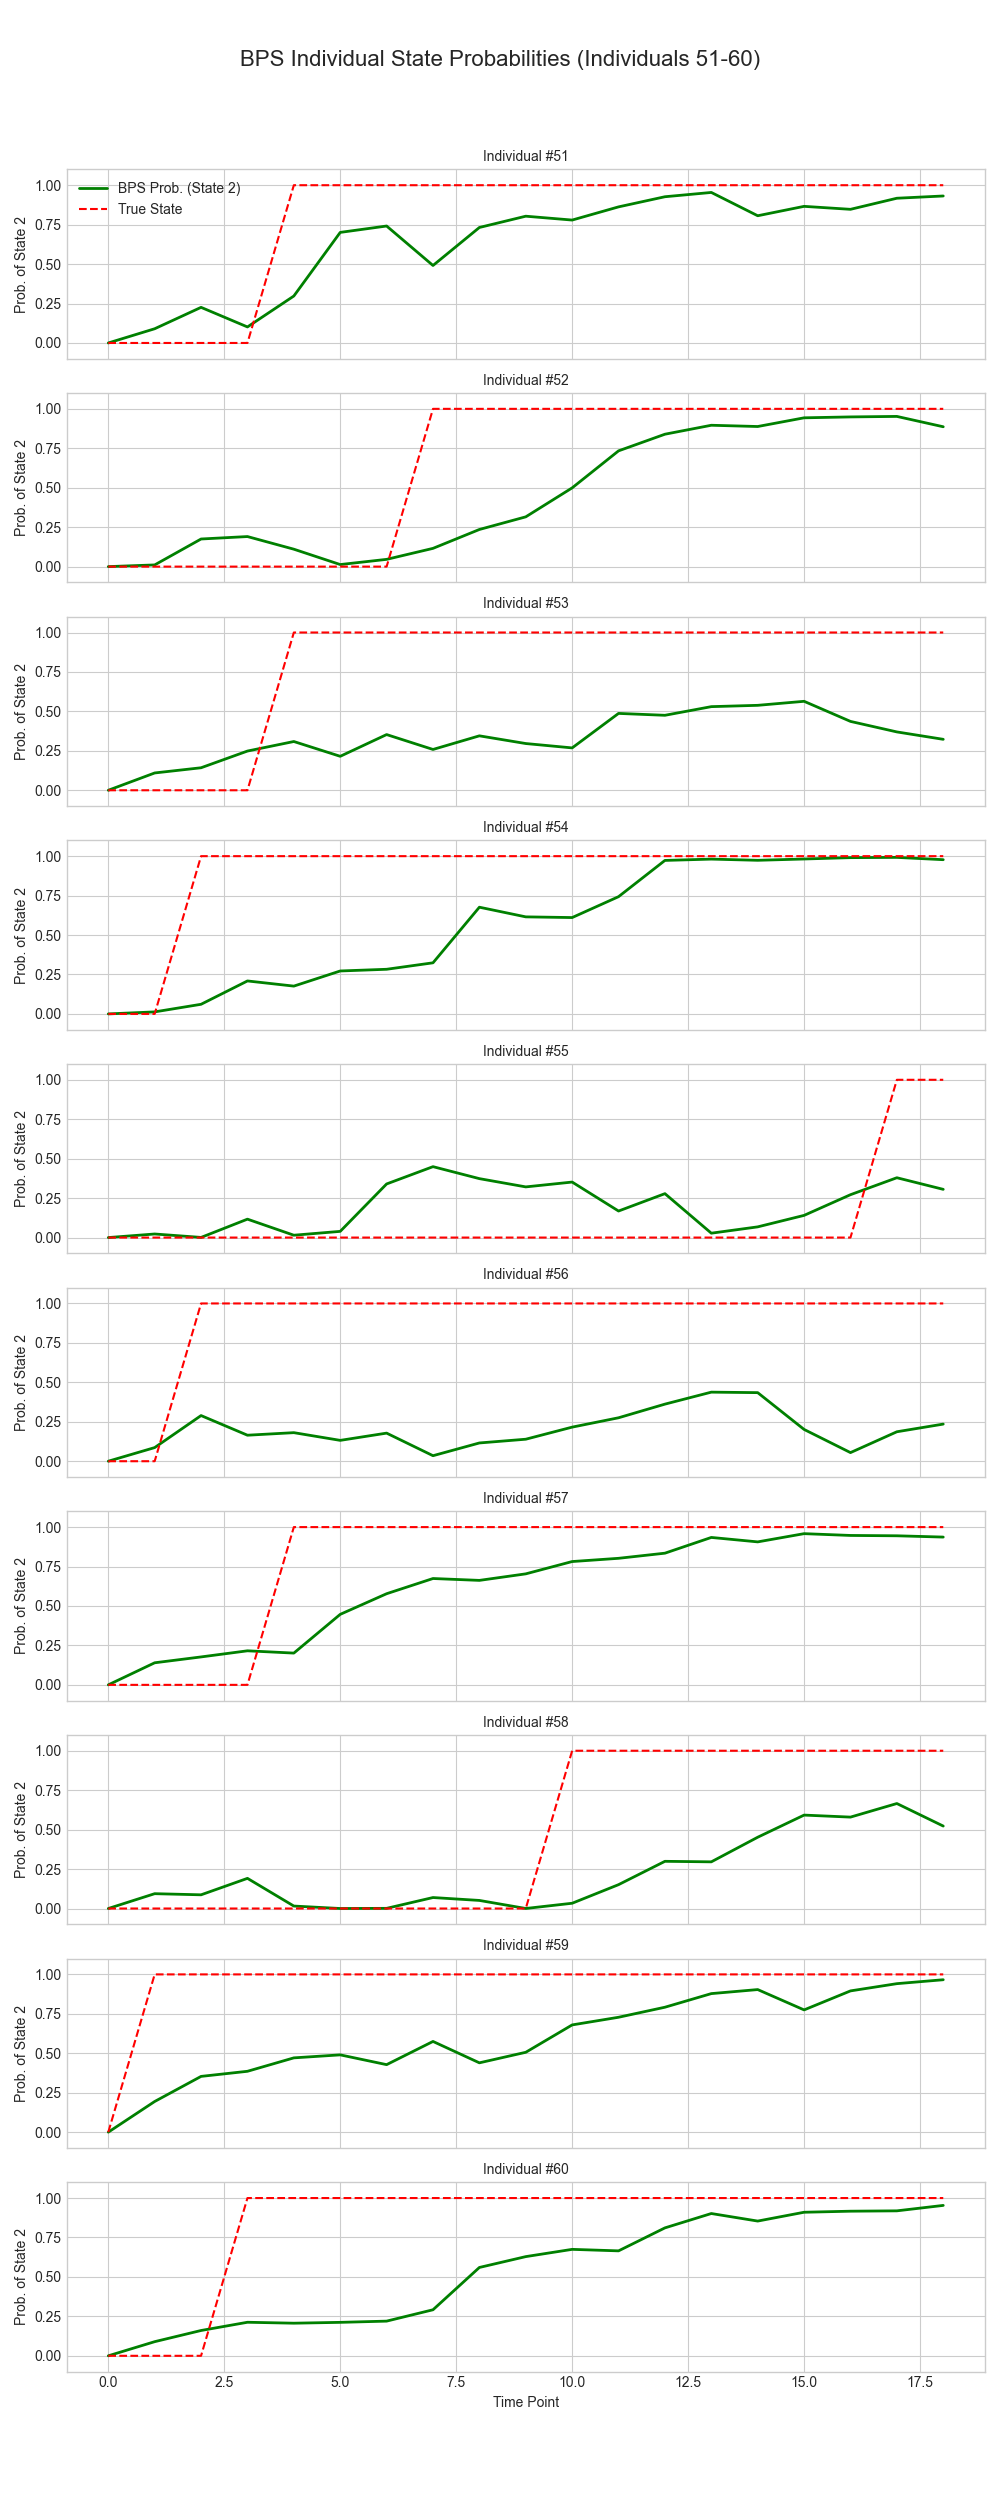 BPS Individual State Probabilities (Individuals 51-60)
Individual #51
BPS Prob. (State 2)
True State
1.00
0.75
0.50
0.25
0.00
Prob. of State 2
Individual #52
1.00
0.75
0.50
0.25
0.00
Prob. of State 2
Individual #53
1.00
0.75
0.50
0.25
0.00
Prob. of State 2
Individual #54
1.00
0.75
0.50
0.25
0.00
Prob. of State 2
Individual #55
1.00
0.75
0.50
0.25
0.00
Prob. of State 2
Individual #56
1.00
0.75
0.50
0.25
0.00
Prob. of State 2
Individual #57
1.00
0.75
0.50
0.25
0.00
Prob. of State 2
Individual #58
1.00
0.75
0.50
0.25
0.00
Prob. of State 2
Individual #59
1.00
0.75
0.50
0.25
0.00
Prob. of State 2
Individual #60
1.00
0.75
0.50
0.25
0.00
Prob. of State 2
0.0 2.5 5.0 7.5 10.0 12.5 15.0 17.5
Time Point